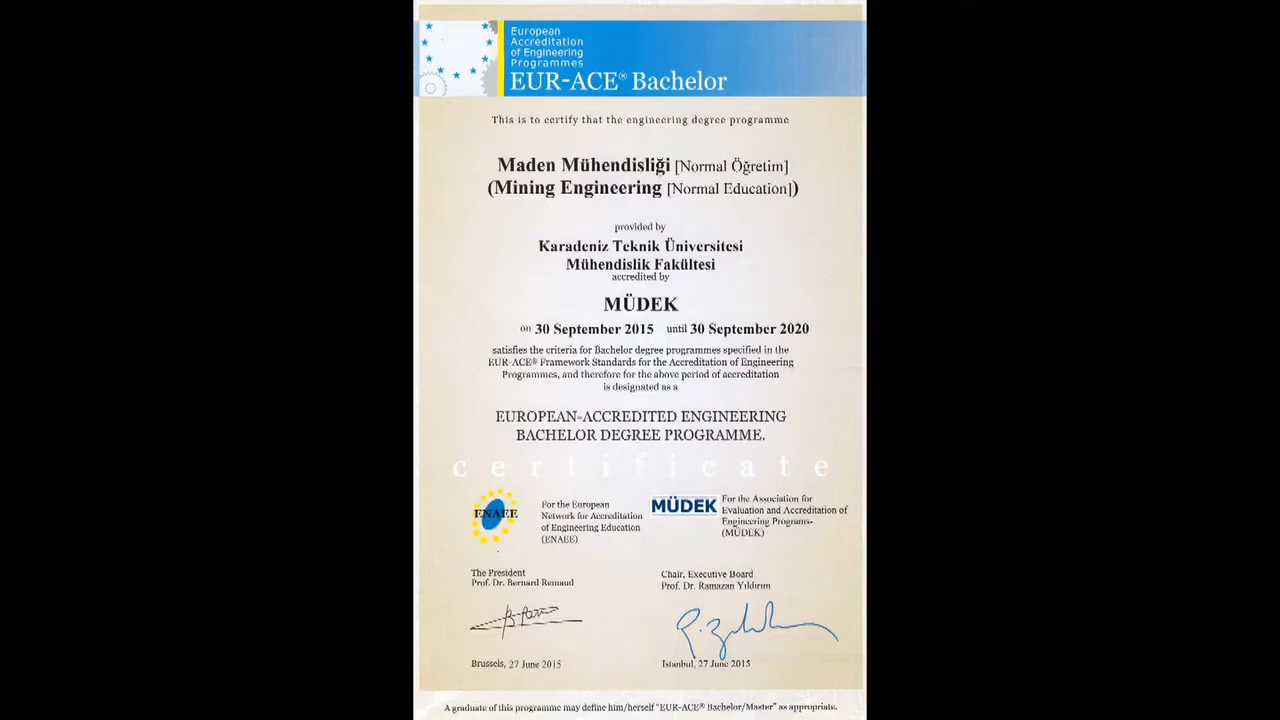 European
Accreditation
of Engineering
Programmes
EUR-ACE® Bachelor
This is to certify that the engineering degree programme
Maden Mühendisliği [Normal Öğretim]
(Mining Engineering [Normal Education])
provided by
Karadeniz Teknik Üniversitesi
Mühendislik Fakültesi
accredited by
MÜDEK
on 30 September 2015 until 30 September 2020
satisfies the criteria for Bachelor degree programmes specified in the
EUR-ACE® Framework Standards for the Accreditation of Engineering
Programmes, and therefore for the above period of accreditation
is designated as a
EUROPEAN-ACCREDITED ENGINEERING
BACHELOR DEGREE PROGRAMME.
certificate
ENAEE
For the European
Network for Accreditation
of Engineering Education
(ENAEE)
MÜDEK
For the Association for
Evaluation and Accreditation of
Engineering Programs-
(MÜDEK)
The President
Prof. Dr. Bernard Remaud
Brussels, 27 June 2015
Chair, Executive Board
Prof. Dr. Ramazan Yıldırım
Istanbul, 27 June 2015
A graduate of this programme may define him/herself "EUR-ACE® Bachelor/Master" as appropriate.